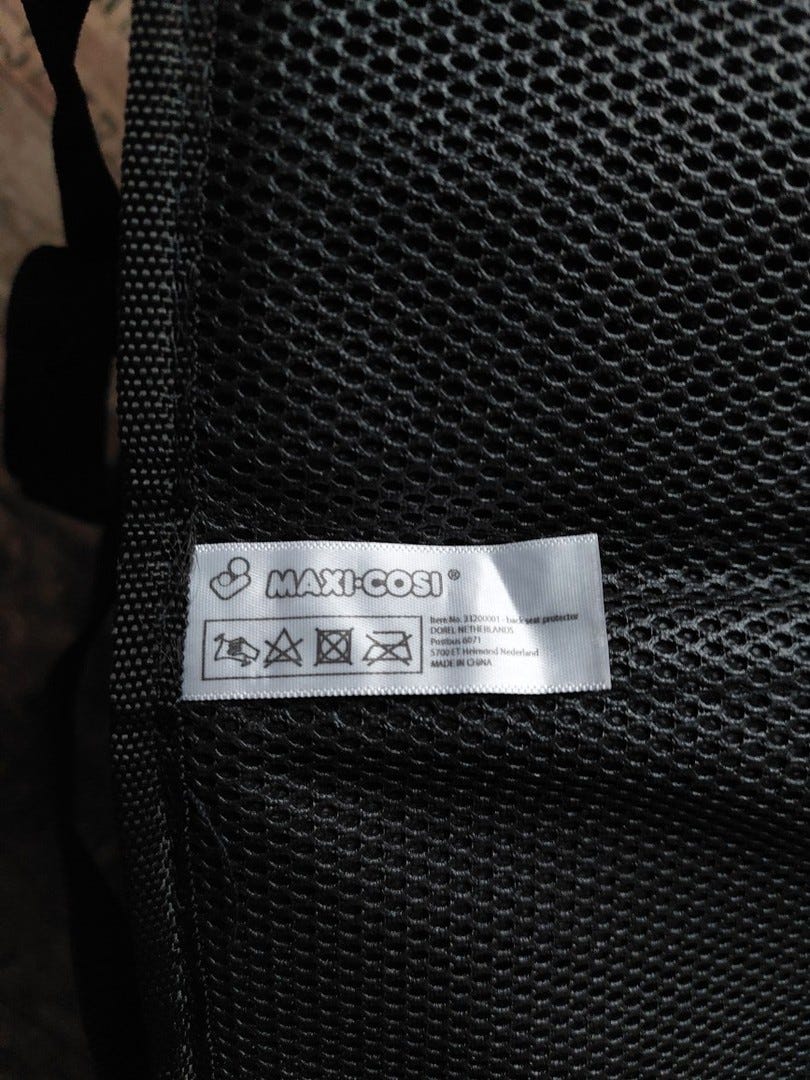 MAXI·COSI®
Item No. 31200001 - back seat protector
DOREL NETHERLANDS
Postbus 6071
5700 ET Helmond Nederland
MADE IN CHINA